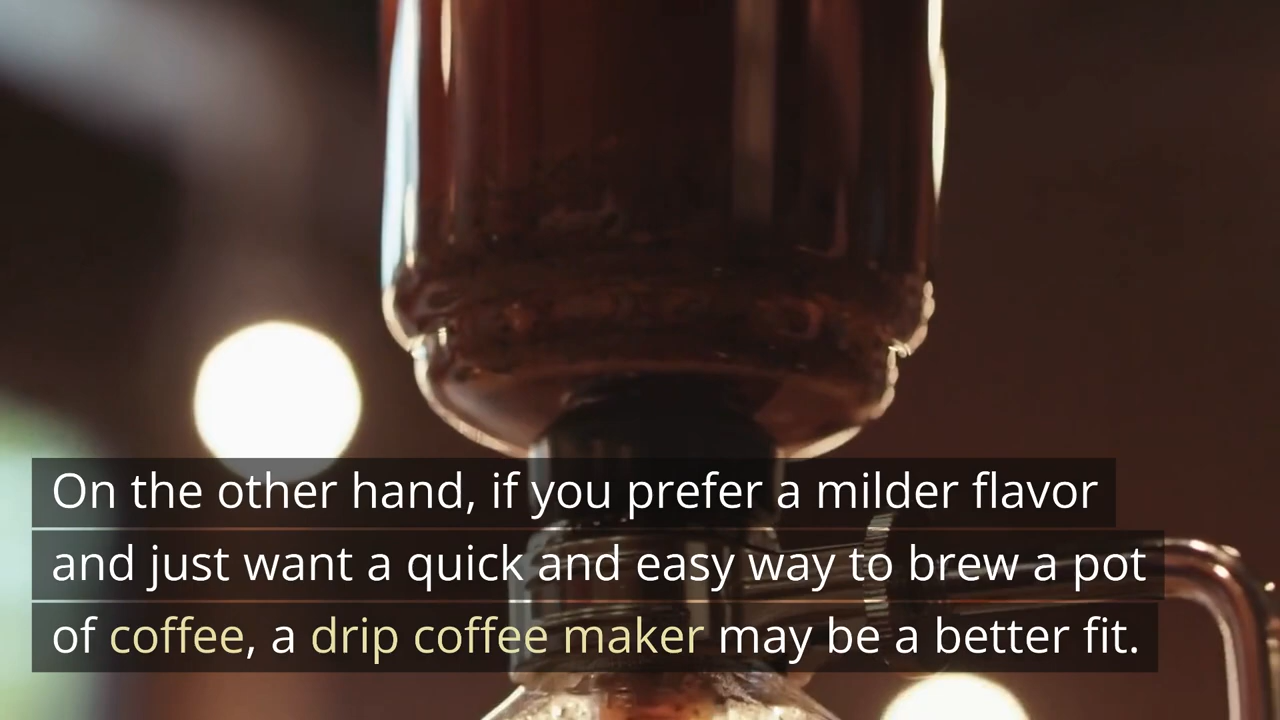 On the other hand, if you prefer a milder flavor
and just want a quick and easy way to brew a pot
of coffee, a drip coffee maker may be a better fit.